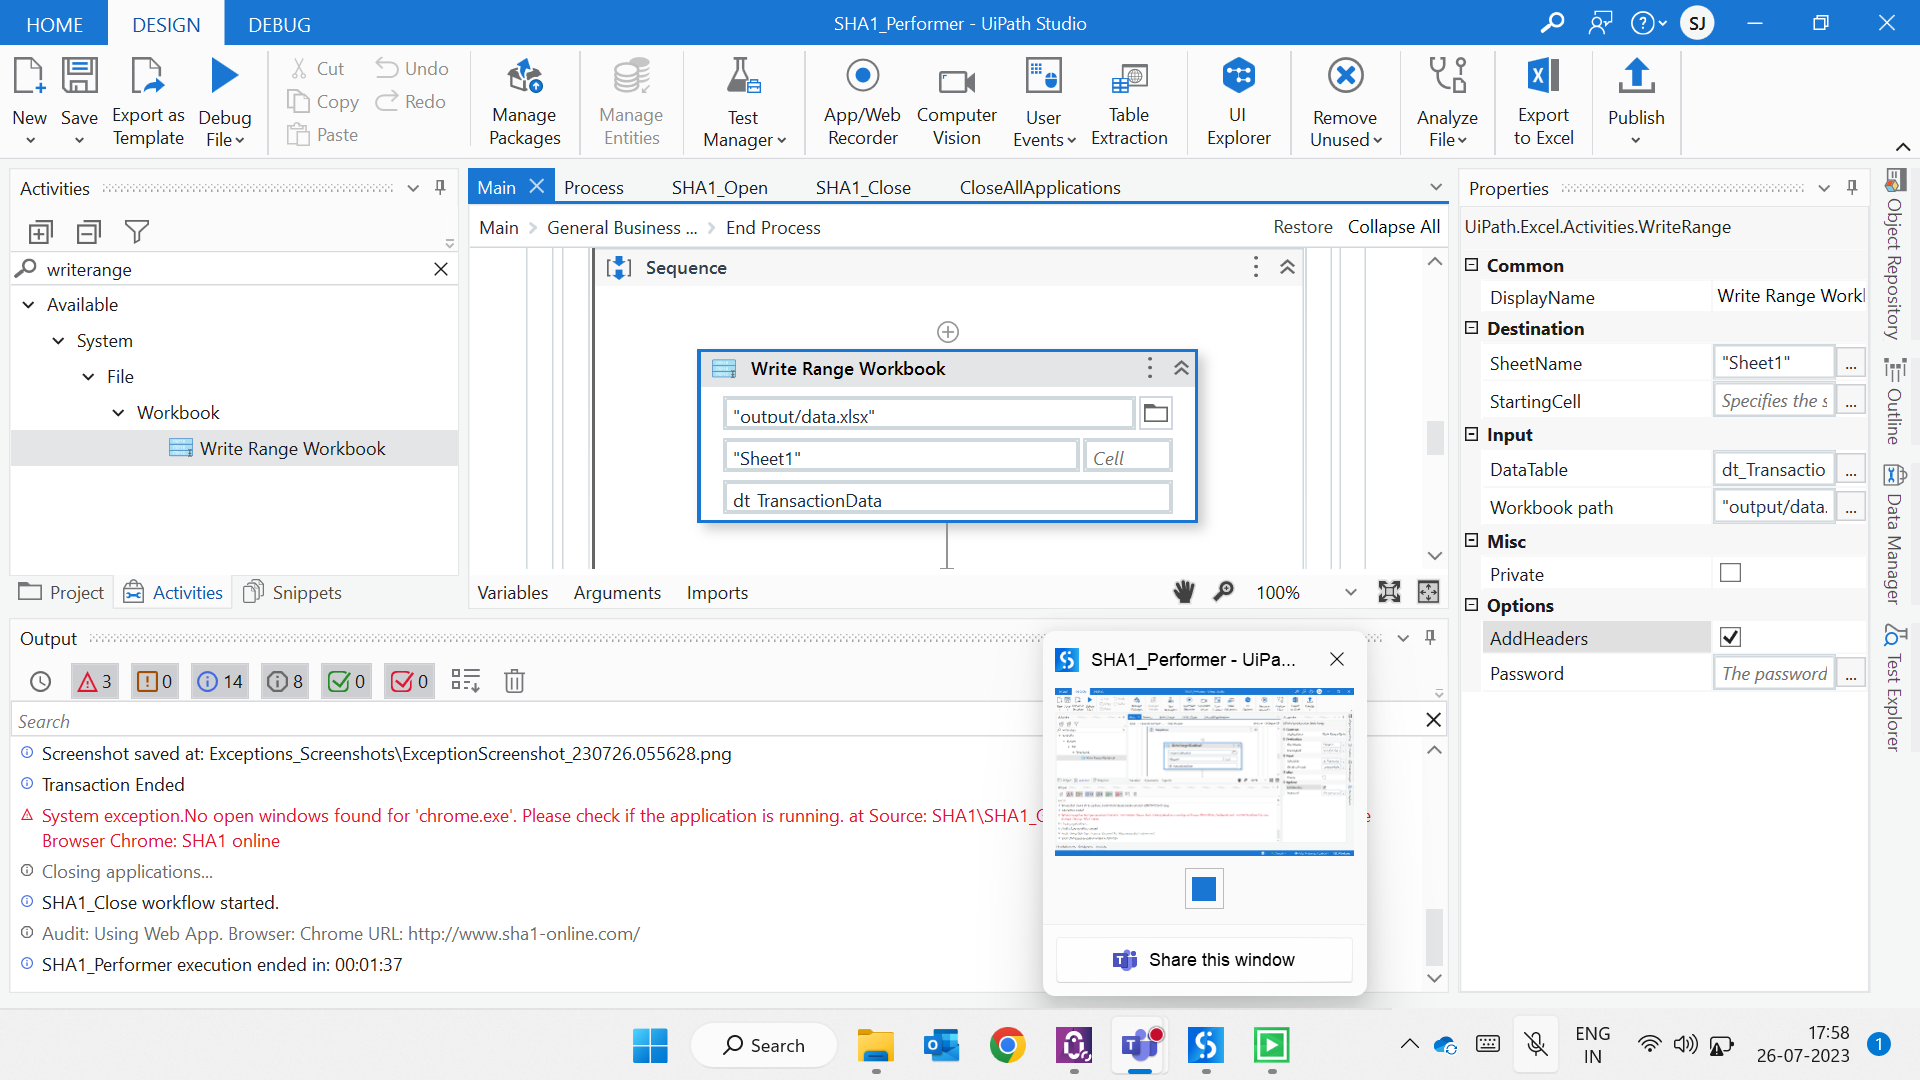 HOME
DESIGN
DEBUG
SHA1_Performer - UiPath Studio
SJ
New
Save
Export as
Template
Debug
File
Cut
Copy
Paste
Undo
Redo
Manage
Packages
Manage
Entities
Test
Manager
App/Web
Recorder
Computer
Vision
User
Events
Table
Extraction
UI
Explorer
Remove
Unused
Analyze
File
Export
to Excel
Publish
Activities
writerange
Available
System
File
Workbook
Write Range Workbook
Project
Activities
Snippets
Main
Process
SHA1_Open
SHA1_Close
CloseAllApplications
Main
General Business ...
End Process
Restore
Collapse All
Sequence
Write Range Workbook
"output/data.xlsx"
"Sheet1"
Cell
dt_TransactionData
Variables
Arguments
Imports
100%
Properties
UiPath.Excel.Activities.WriteRange
Common
DisplayName
Write Range Work
Destination
SheetName
"Sheet1"
...
StartingCell
Specifies the s
...
Input
DataTable
dt_Transactio
...
Workbook path
"output/data.
...
Misc
Private
Options
AddHeaders
Password
The password
...
Object Repository
Outline
Data Manager
Test Explorer
Output
3
0
14
8
0
0
Search
Screenshot saved at: Exceptions_Screenshots\ExceptionScreenshot_230726.055628.png
Transaction Ended
System exception.No open windows found for 'chrome.exe'. Please check if the application is running. at Source: SHA1\SHA1_
Browser Chrome: SHA1 online
Closing applications...
SHA1_Close workflow started.
Audit: Using Web App. Browser: Chrome URL: http://www.sha1-online.com/
SHA1_Performer execution ended in: 00:01:37
SHA1_Performer - UiPa...
Share this window
Search
ENG
IN
17:58
26-07-2023
1